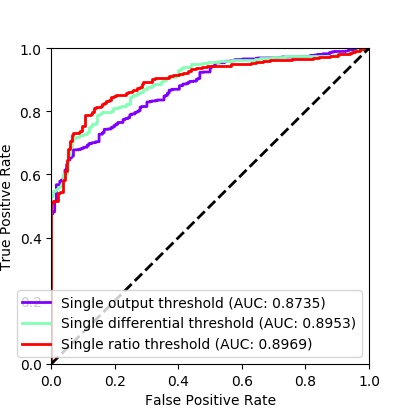 1.0
0.8
0.6
0.4
0.2
0.0
True Positive Rate
Single output threshold (AUC: 0.8735)
Single differential threshold (AUC: 0.8953)
Single ratio threshold (AUC: 0.8969)
0.0 0.2 0.4 0.6 0.8 1.0
False Positive Rate